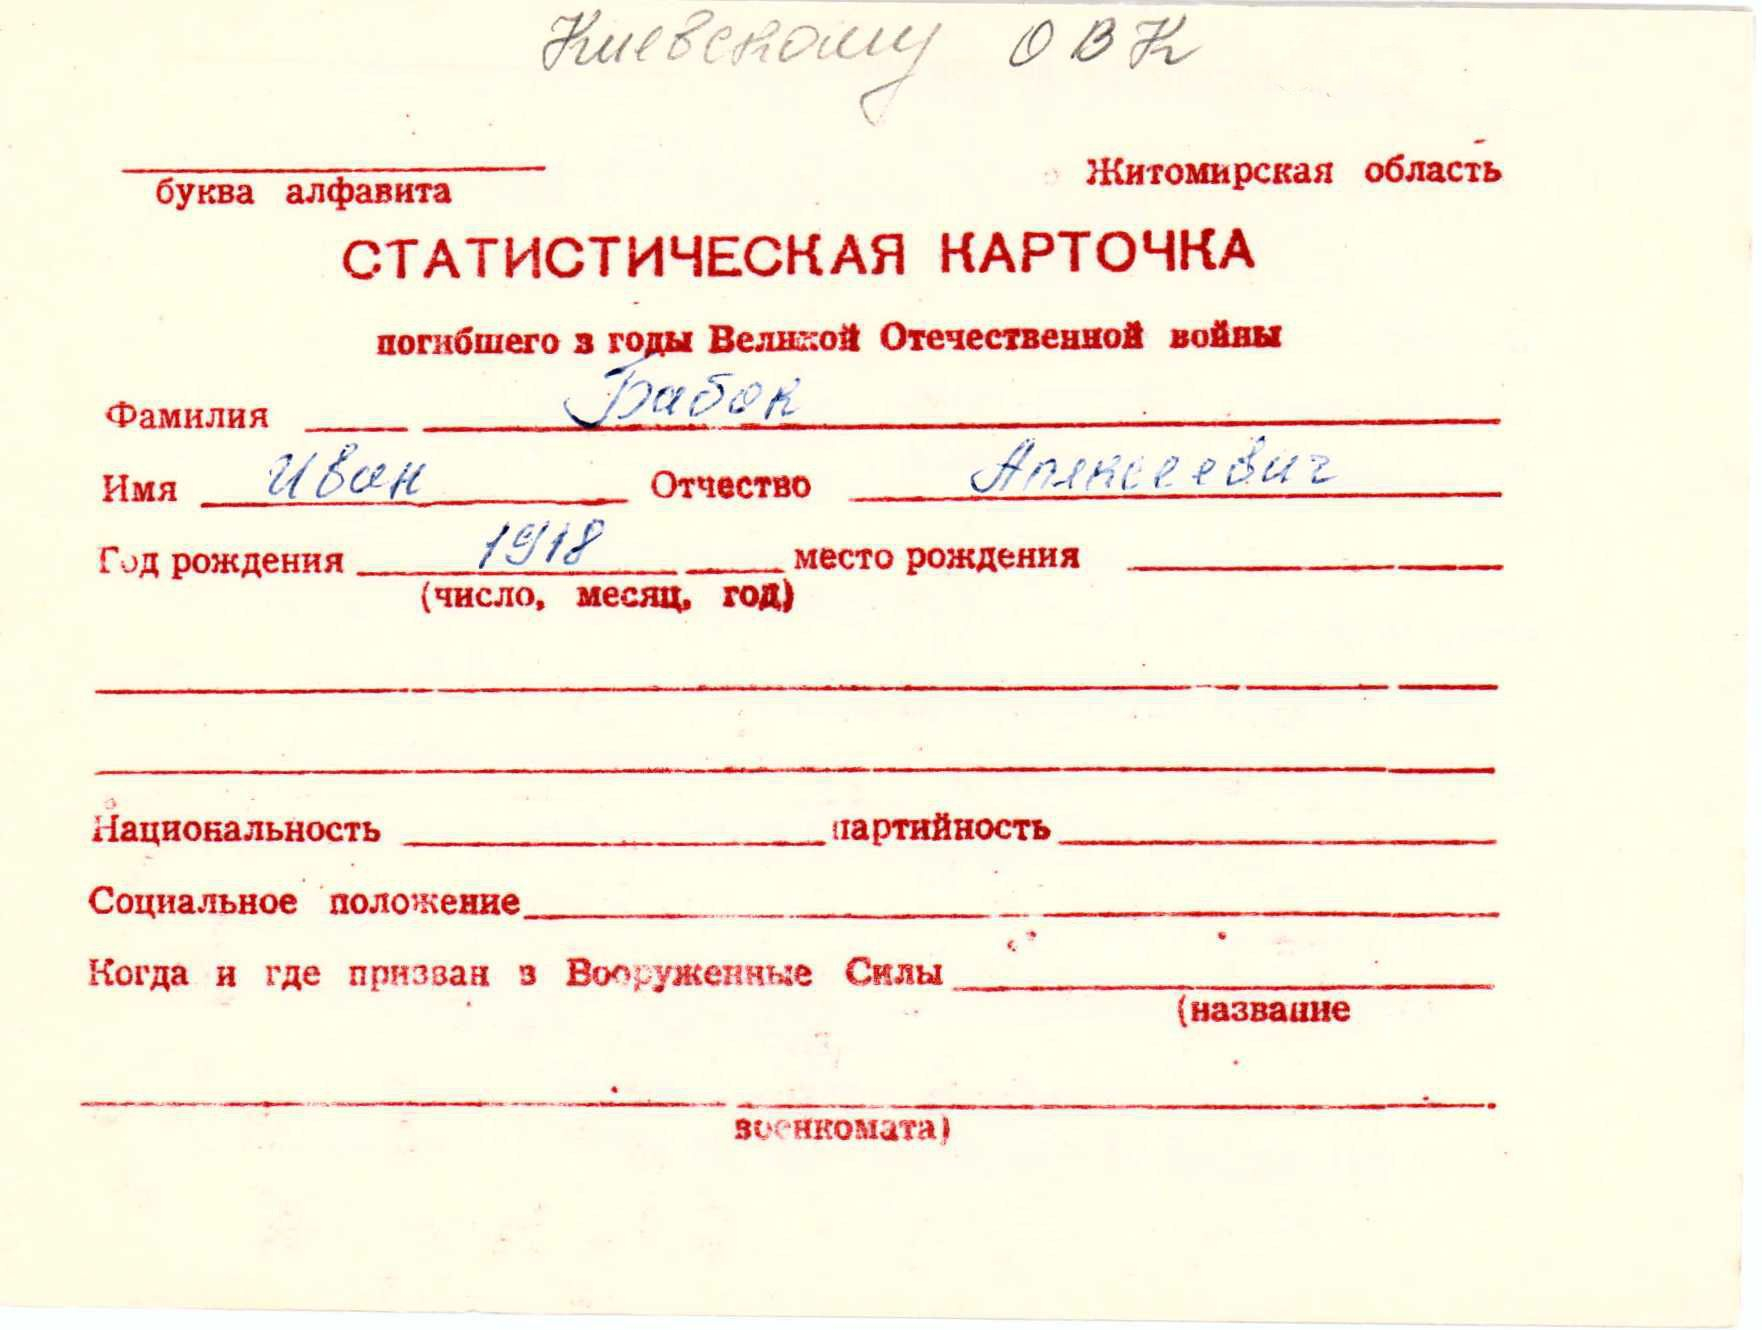 Киевскому ОВК
буква алфавита
Житомирская область
СТАТИСТИЧЕСКАЯ КАРТОЧКА
погибшего в годы Великой Отечественной войны
Фамилия Бабок
Имя Иван Отчество Алексеевич
Год рождения 1918 место рождения
(число, месяц, год)
Национальность партийность
Социальное положение
Когда и где призван в Вооруженные Силы
(название
военкомата)